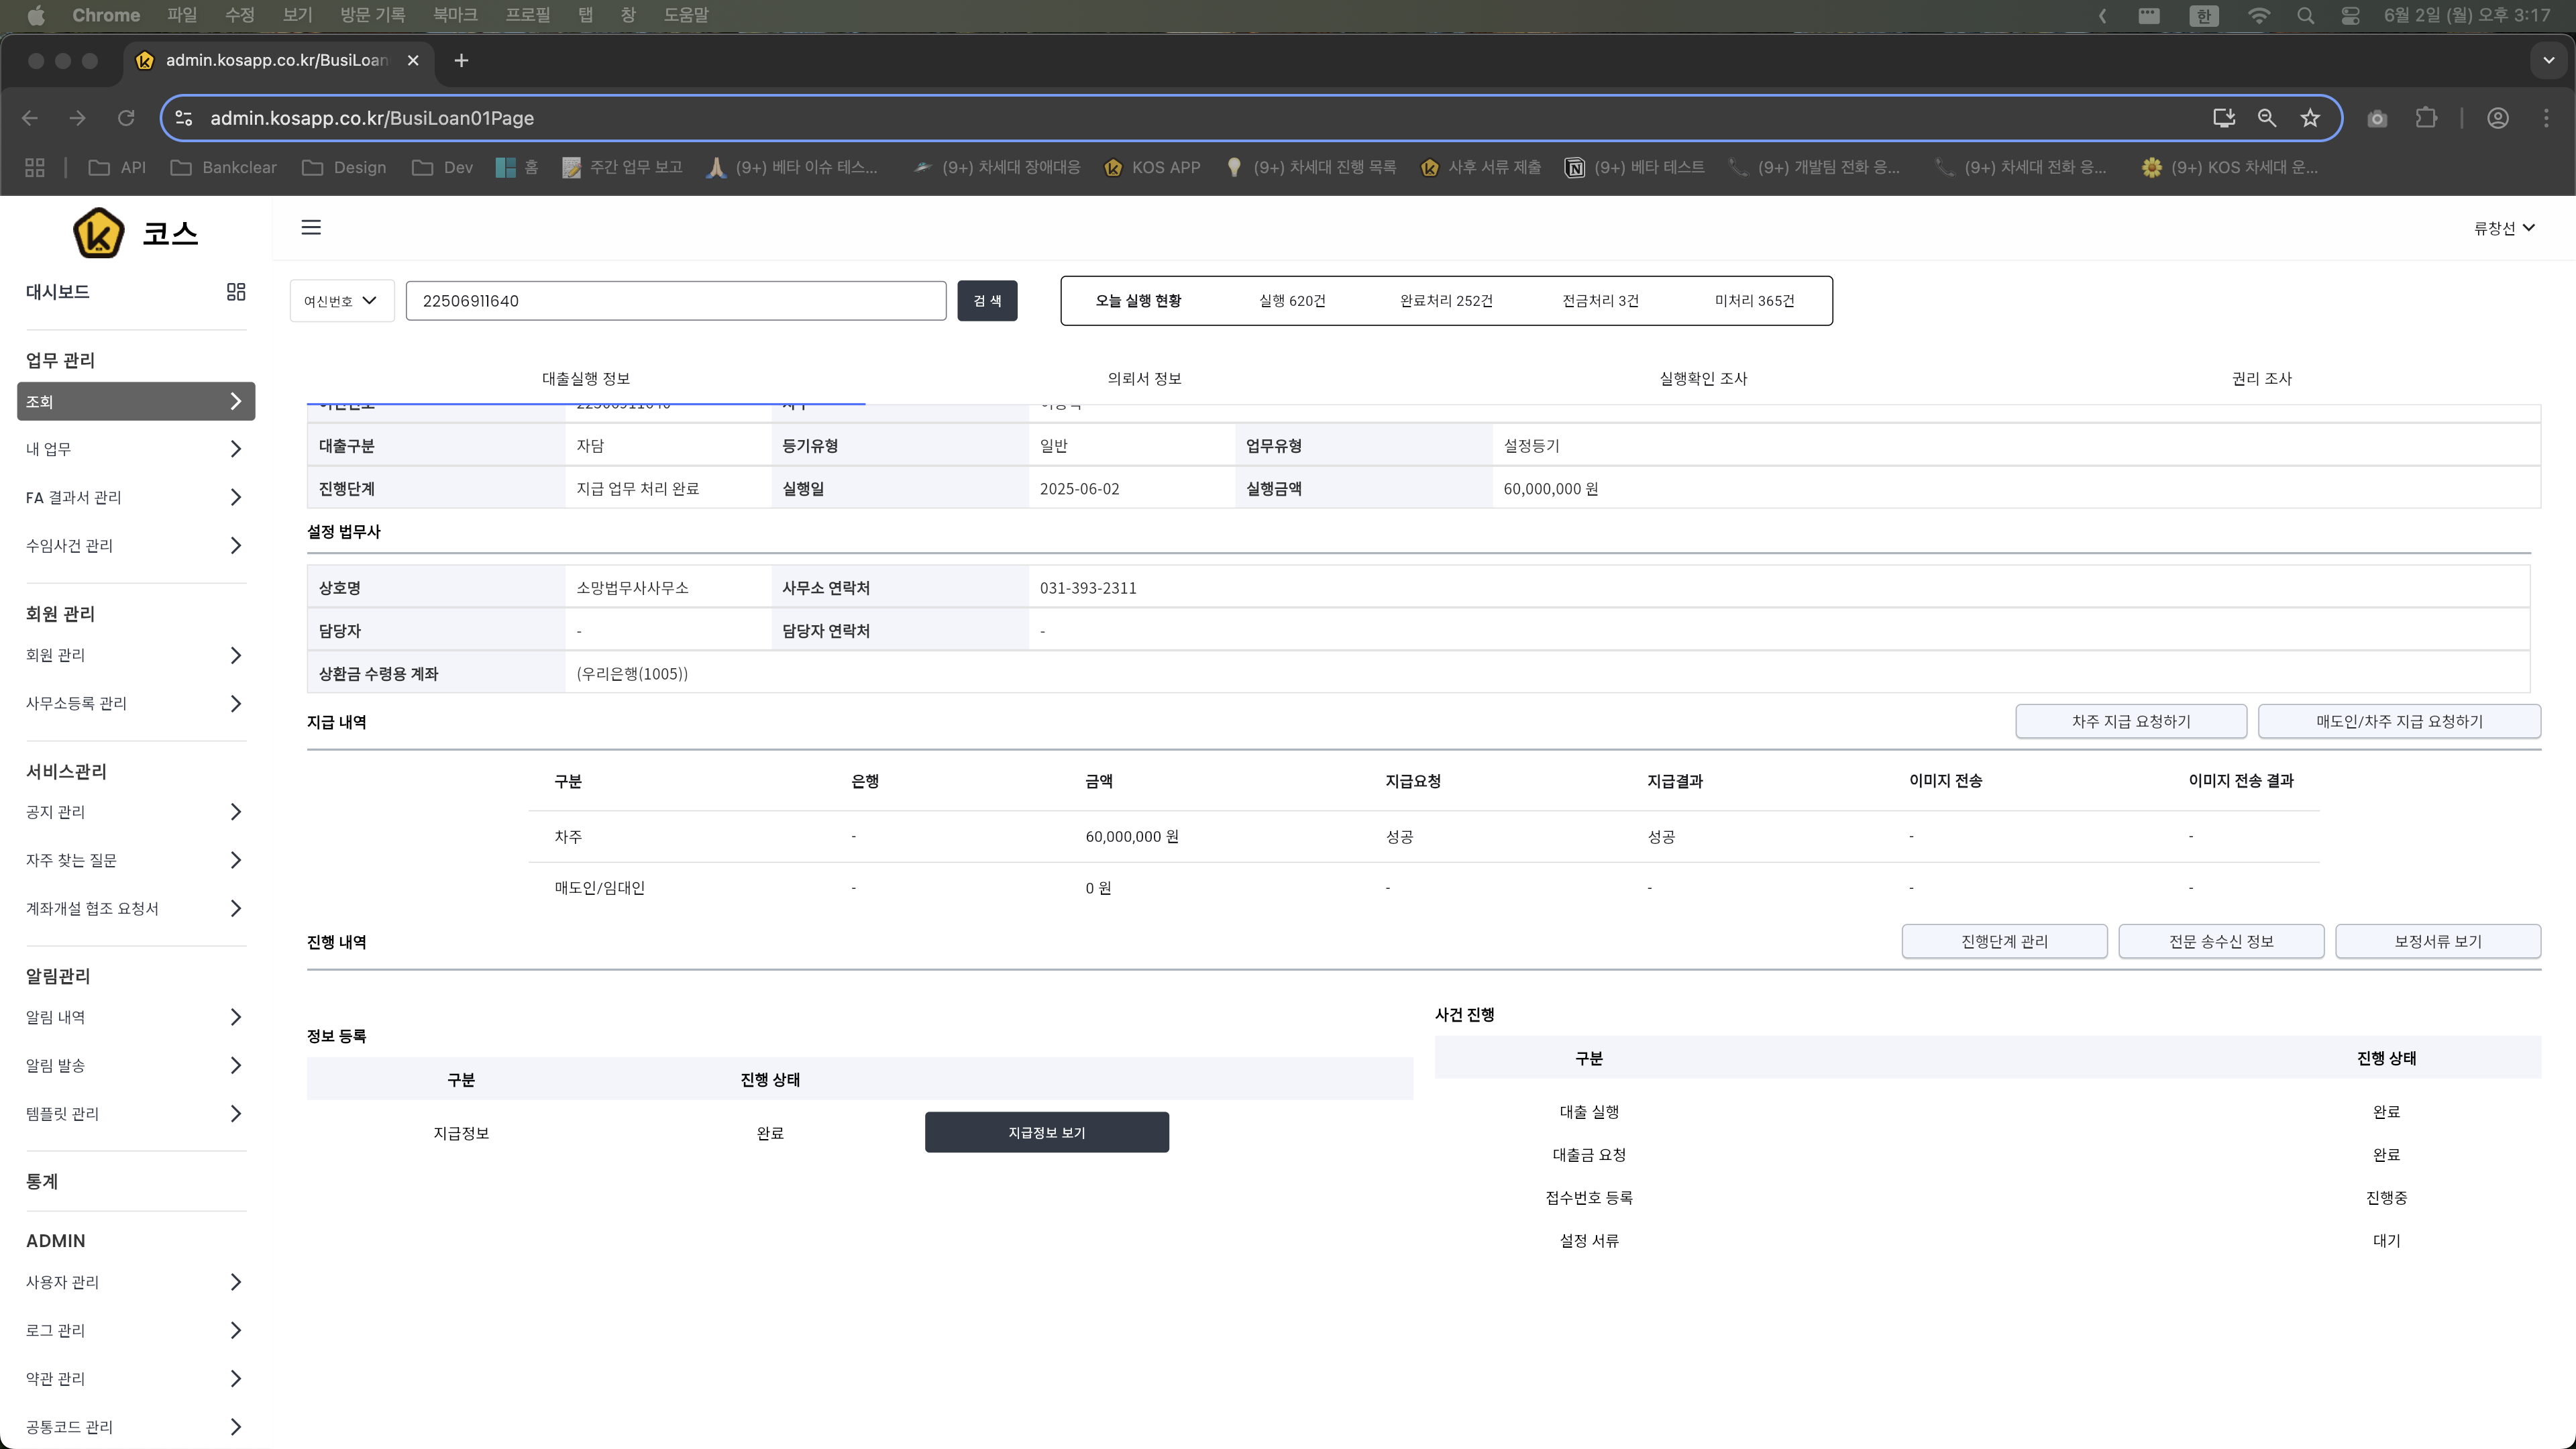 Chrome 파일 수정 보기 방문 기록 북마크 프로필 탭 창 도움말 한 6월 2일 (월) 오후 3:17
admin.kosapp.co.kr/BusiLoan
admin.kosapp.co.kr/BusiLoan01Page
API Bankclear Design Dev 홈 주간 업무 보고 (9+) 베타 이슈 테스... (9+) 차세대 장애대응 KOS APP (9+) 차세대 진행 목록 사후 서류 제출 (9+) 베타 테스트 (9+) 개발팀 전화 응... (9+) 차세대 전화 응... (9+) KOS 차세대 운...
코스
류창선
대시보드
업무 관리
조회
내 업무
FA 결과서 관리
수임사건 관리
회원 관리
회원 관리
사무소등록 관리
서비스관리
공지 관리
자주 찾는 질문
계좌개설 협조 요청서
알림관리
알림 내역
알림 발송
템플릿 관리
통계
ADMIN
사용자 관리
로그 관리
약관 관리
공통코드 관리
여신번호 22506911640 검 색
오늘 실행 현황 실행 620건 완료처리 252건 전금처리 3건 미처리 365건
대출실행 정보 의뢰서 정보 실행확인 조사 권리 조사
22506911640
대출구분 자담 등기유형 일반 업무유형 설정등기
진행단계 지급 업무 처리 완료 실행일 2025-06-02 실행금액 60,000,000 원
설정 법무사
상호명 소망법무사사무소 사무소 연락처 031-393-2311
담당자 - 담당자 연락처 -
상환금 수령용 계좌 (우리은행(1005))
지급 내역 차주 지급 요청하기 매도인/차주 지급 요청하기
구분 은행 금액 지급요청 지급결과 이미지 전송 이미지 전송 결과
차주 - 60,000,000 원 성공 성공 - -
매도인/임대인 - 0 원 - - - -
진행 내역 진행단계 관리 전문 송수신 정보 보정서류 보기
정보 등록
구분 진행 상태
지급정보 완료 지급정보 보기
사건 진행
구분 진행 상태
대출 실행 완료
대출금 요청 완료
접수번호 등록 진행중
설정 서류 대기